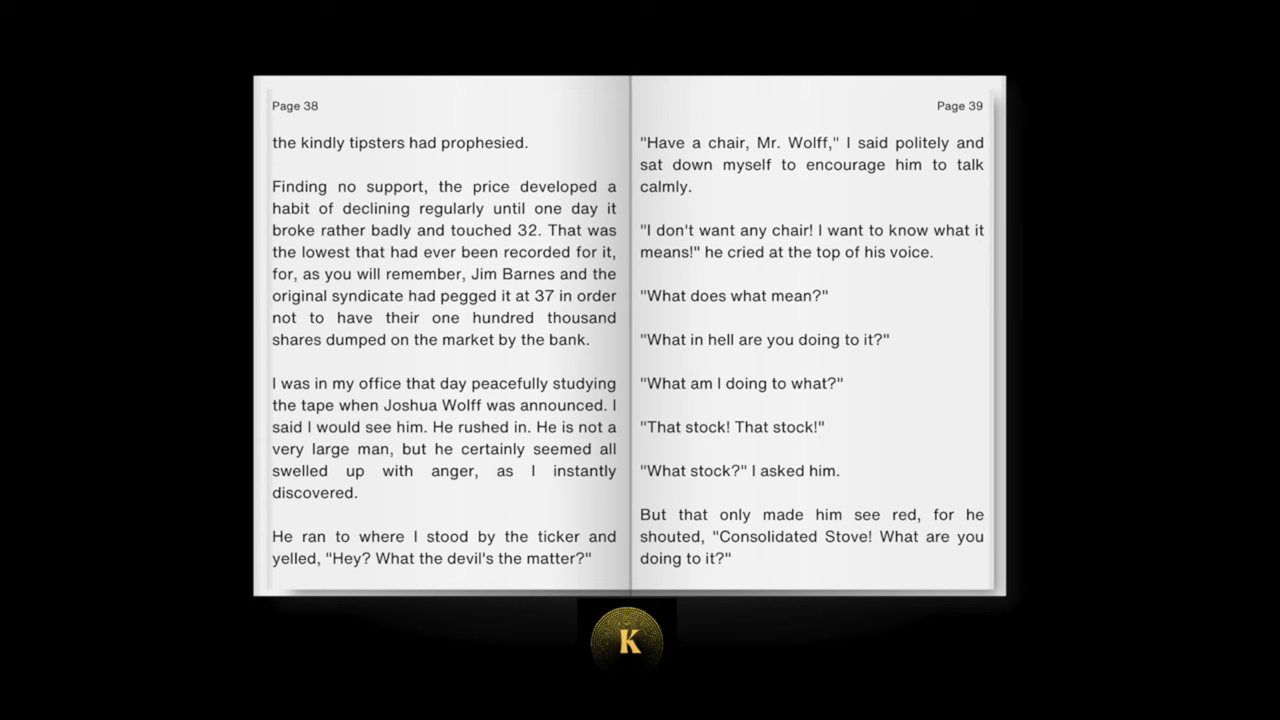 Page 38
the kindly tipsters had prophesied.
Finding no support, the price developed a
habit of declining regularly until one day it
broke rather badly and touched 32. That was
the lowest that had ever been recorded for it,
for, as you will remember, Jim Barnes and the
original syndicate had pegged it at 37 in order
not to have their one hundred thousand
shares dumped on the market by the bank.
I was in my office that day peacefully studying
the tape when Joshua Wolff was announced. I
said I would see him. He rushed in. He is not a
very large man, but he certainly seemed all
swelled up with anger, as I instantly
discovered.
He ran to where I stood by the ticker and
yelled, "Hey? What the devil's the matter?"
Page 39
"Have a chair, Mr. Wolff," I said politely and
sat down myself to encourage him to talk
calmly.
"I don't want any chair! I want to know what it
means!" he cried at the top of his voice.
"What does what mean?"
"What in hell are you doing to it?"
"What am I doing to what?"
"That stock! That stock!"
"What stock?" I asked him.
But that only made him see red, for he
shouted, "Consolidated Stove! What are you
doing to it?"
K